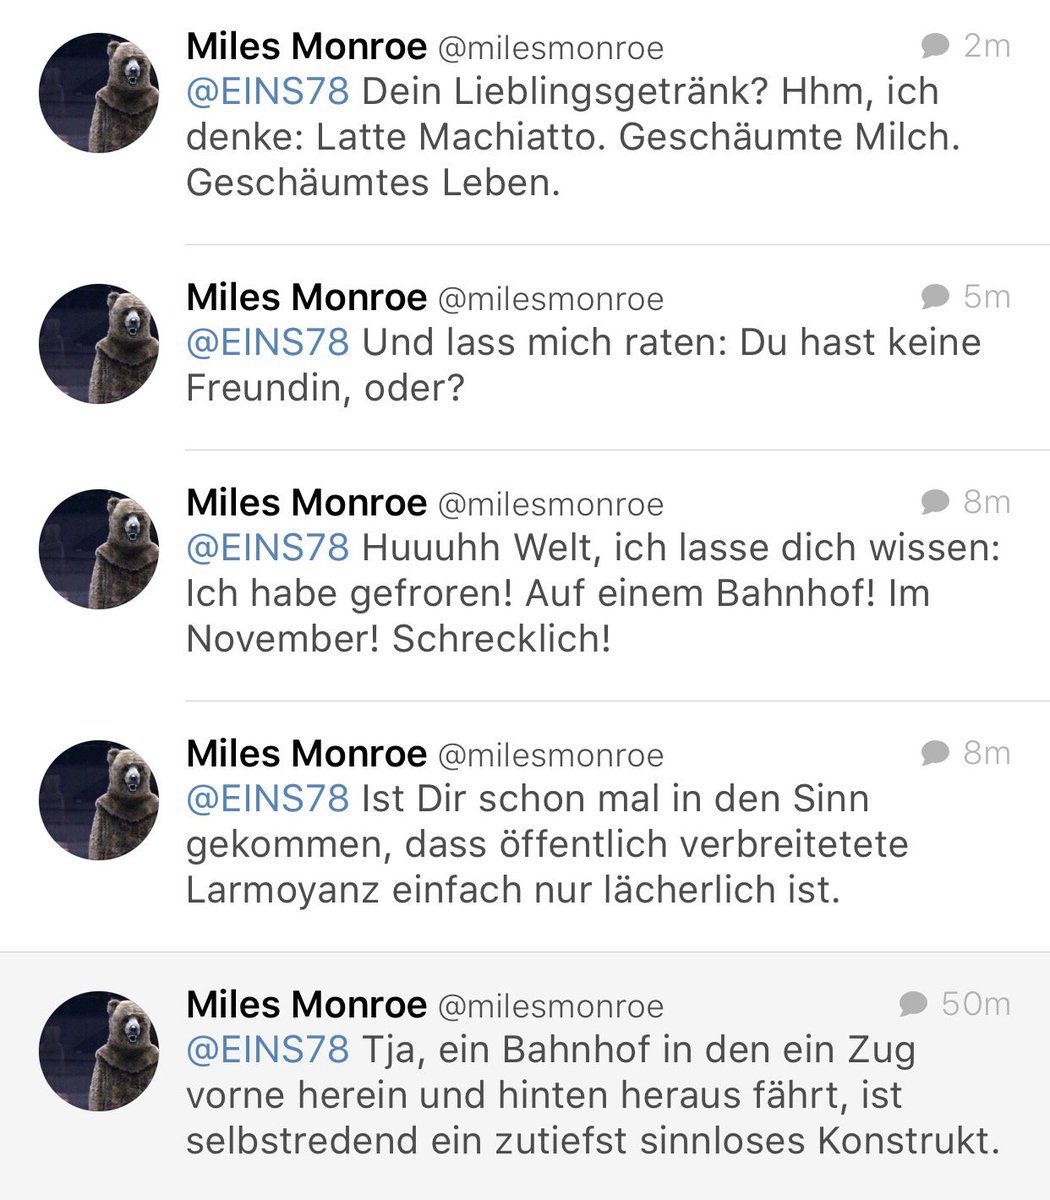 Miles Monroe @milesmonroe 2m
@EINS78 Dein Lieblingsgetränk? Hhm, ich
denke: Latte Machiatto. Geschäumte Milch.
Geschäumtes Leben.
Miles Monroe @milesmonroe 5m
@EINS78 Und lass mich raten: Du hast keine
Freundin, oder?
Miles Monroe @milesmonroe 8m
@EINS78 Huuuhh Welt, ich lasse dich wissen:
Ich habe gefroren! Auf einem Bahnhof! Im
November! Schrecklich!
Miles Monroe @milesmonroe 8m
@EINS78 Ist Dir schon mal in den Sinn
gekommen, dass öffentlich verbreitetete
Larmoyanz einfach nur lächerlich ist.
Miles Monroe @milesmonroe 50m
@EINS78 Tja, ein Bahnhof in den ein Zug
vorne herein und hinten heraus fährt, ist
selbstredend ein zutiefst sinnloses Konstrukt.